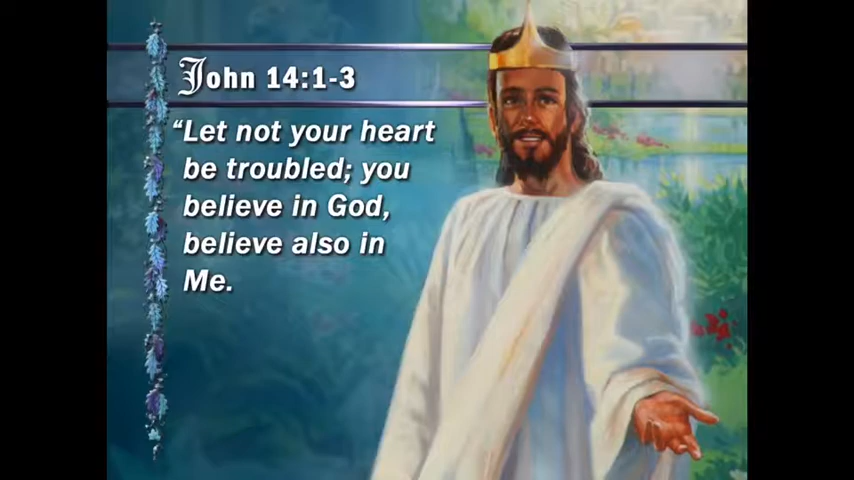 John 14:1-3
“Let not your heart
be troubled; you
believe in God,
believe also in
Me.